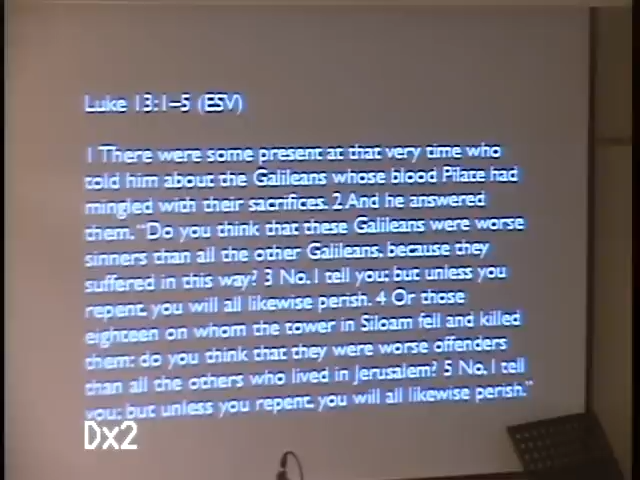 Luke 13:1–5 (ESV)
1 There were some present at that very time who
told him about the Galileans whose blood Pilate had
mingled with their sacrifices. 2 And he answered
them, “Do you think that these Galileans were worse
sinners than all the other Galileans, because they
suffered in this way? 3 No, I tell you; but unless you
repent, you will all likewise perish. 4 Or those
eighteen on whom the tower in Siloam fell and killed
them: do you think that they were worse offenders
than all the others who lived in Jerusalem? 5 No, I tell
you; but unless you repent, you will all likewise perish.”
Dx2